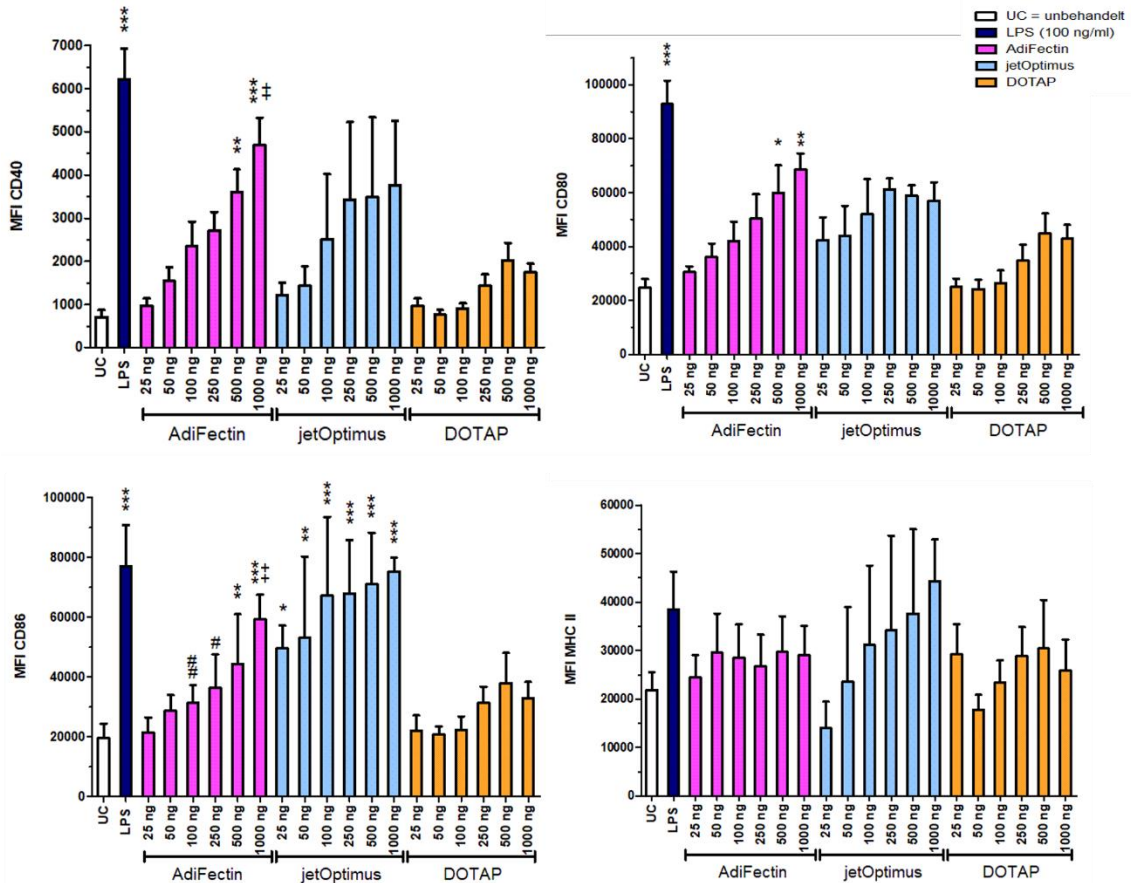 UC = unbehandelt
LPS (100 ng/ml)
AdiFectin
jetOptimus
DOTAP
MFI CD40
7000
6000
5000
4000
3000
2000
1000
0
***
**
***
‡
UC
LPS
25 ng
50 ng
100 ng
250 ng
500 ng
1000 ng
25 ng
50 ng
100 ng
250 ng
500 ng
1000 ng
25 ng
50 ng
100 ng
250 ng
500 ng
1000 ng
AdiFectin
jetOptimus
DOTAP
MFI CD80
100000
80000
60000
40000
20000
0
***
*
**
UC
LPS
25 ng
50 ng
100 ng
250 ng
500 ng
1000 ng
25 ng
50 ng
100 ng
250 ng
500 ng
1000 ng
25 ng
50 ng
100 ng
250 ng
500 ng
1000 ng
AdiFectin
jetOptimus
DOTAP
MFI CD86
100000
80000
60000
40000
20000
0
***
##
#
**
***
‡‡
*
**
***
***
***
***
UC
LPS
25 ng
50 ng
100 ng
250 ng
500 ng
1000 ng
25 ng
50 ng
100 ng
250 ng
500 ng
1000 ng
25 ng
50 ng
100 ng
250 ng
500 ng
1000 ng
AdiFectin
jetOptimus
DOTAP
MFI MHC II
60000
50000
40000
30000
20000
10000
0
UC
LPS
25 ng
50 ng
100 ng
250 ng
500 ng
1000 ng
25 ng
50 ng
100 ng
250 ng
500 ng
1000 ng
25 ng
50 ng
100 ng
250 ng
500 ng
1000 ng
AdiFectin
jetOptimus
DOTAP